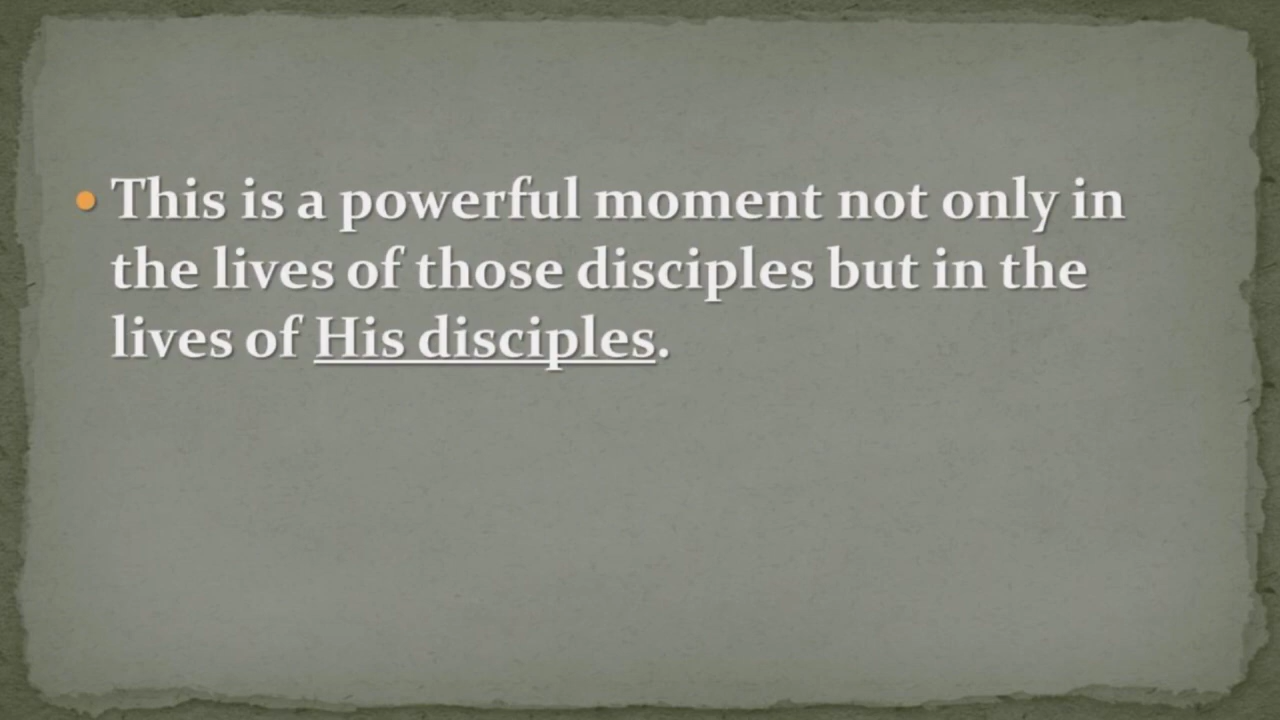 • This is a powerful moment not only in
the lives of those disciples but in the
lives of His disciples.